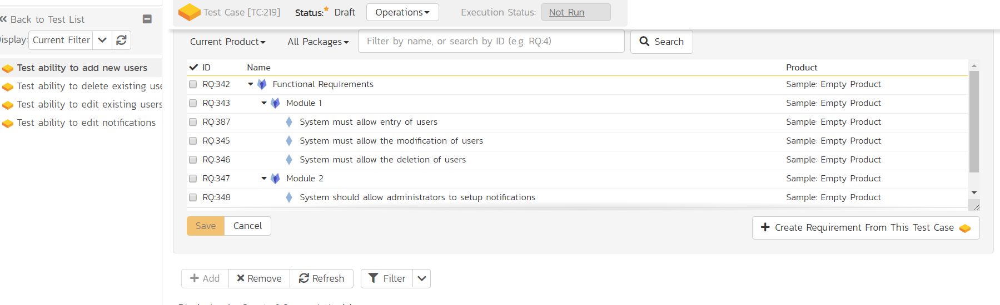 Test Case [TC:219] Status: Draft Operations Execution Status: Not Run
Back to Test List
Display: Current Filter
Test ability to add new users
Test ability to delete existing use
Test ability to edit existing users
Test ability to edit notifications
Current Product All Packages Filter by name, or search by ID (e.g. RQ:4) Search
ID Name Product
RQ:342 Functional Requirements Sample: Empty Product
RQ:343 Module 1 Sample: Empty Product
RQ:387 System must allow entry of users Sample: Empty Product
RQ:345 System must allow the modification of users Sample: Empty Product
RQ:346 System must allow the deletion of users Sample: Empty Product
RQ:347 Module 2 Sample: Empty Product
RQ:348 System should allow administrators to setup notifications Sample: Empty Product
Save Cancel Create Requirement From This Test Case
Add Remove Refresh Filter